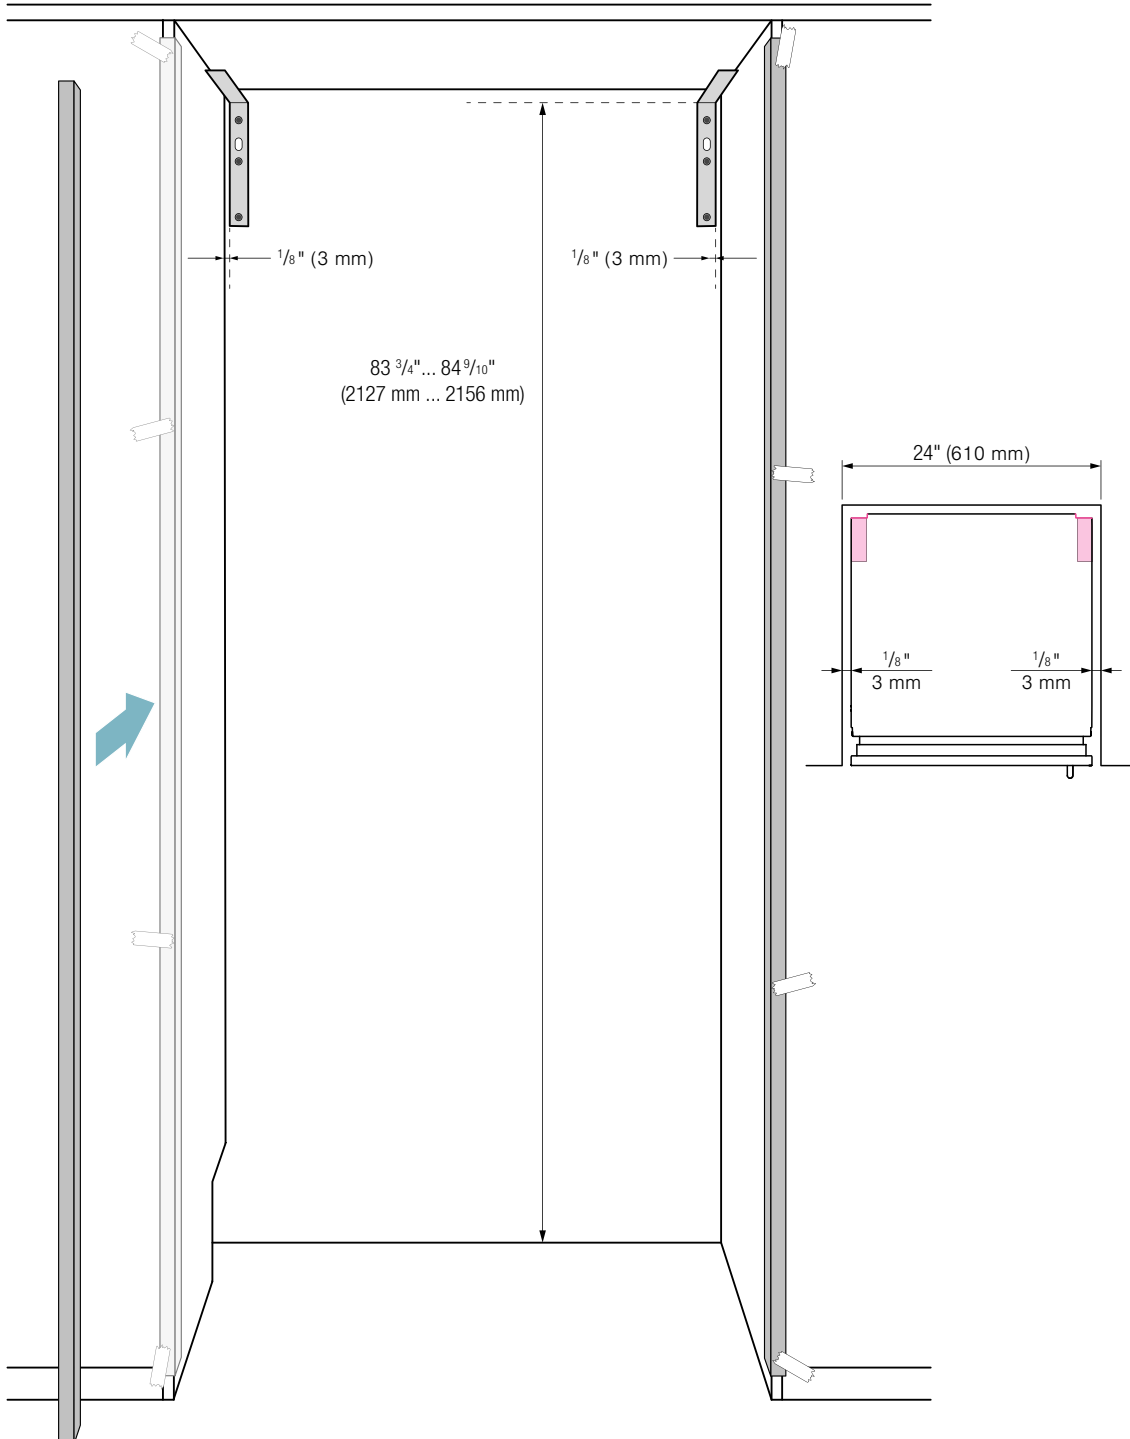 1/8" (3 mm)
1/8" (3 mm)
83 3/4"... 84 9/10"
(2127 mm ... 2156 mm)
24" (610 mm)
1/8"
3 mm
1/8"
3 mm